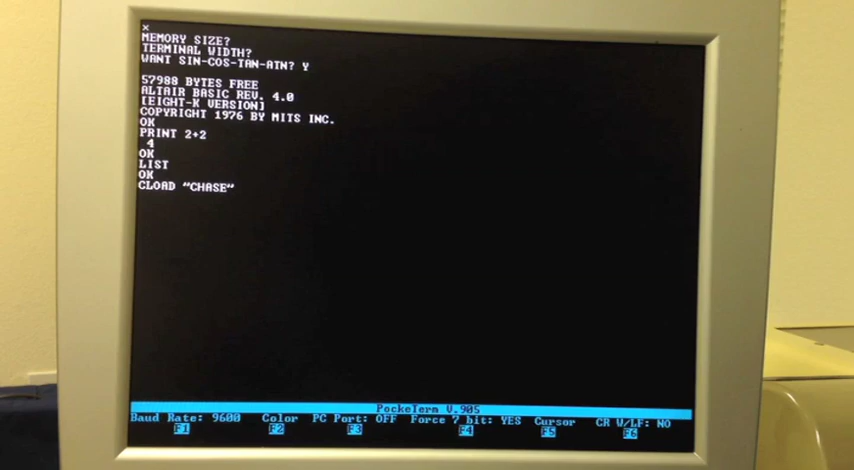 x
MEMORY SIZE?
TERMINAL WIDTH?
WANT SIN-COS-TAN-ATN? Y
57988 BYTES FREE
ALTAIR BASIC REV. 4.0
[EIGHT-K VERSION]
COPYRIGHT 1976 BY MITS INC.
OK
PRINT 2+2
4
OK
LIST
OK
CLOAD "CHASE"
PockeTerm V.905
Baud Rate: 9600 Color PC Port: OFF Force 7 bit: YES Cursor CR W/LF: NO
F1 F2 F3 F4 F5 F6